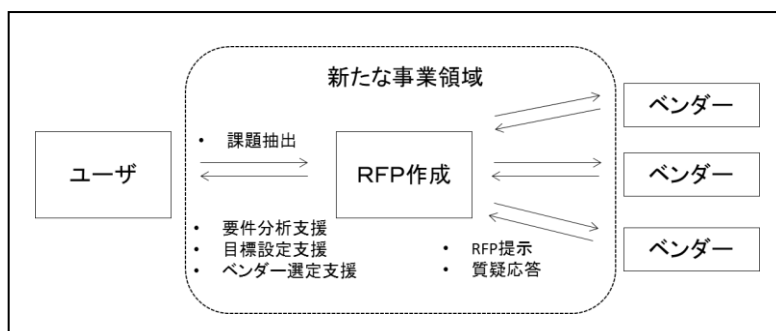 新たな事業領域
ユーザ
• 課題抽出
RFP作成
• 要件分析支援
• 目標設定支援
• ベンダー選定支援
• RFP提示
• 質疑応答
ベンダー
ベンダー
ベンダー